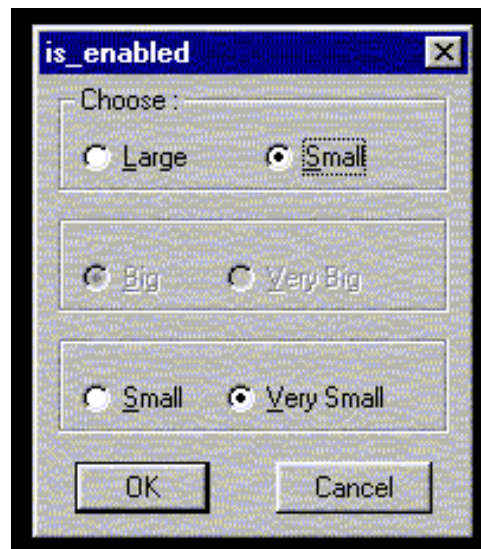 is_enabled
Choose :
Large Small
Big Very Big
Small Very Small
OK Cancel